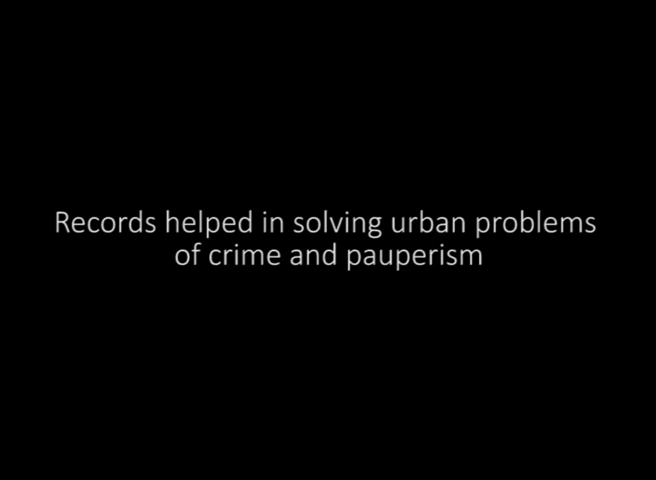 Records helped in solving urban problems
of crime and pauperism